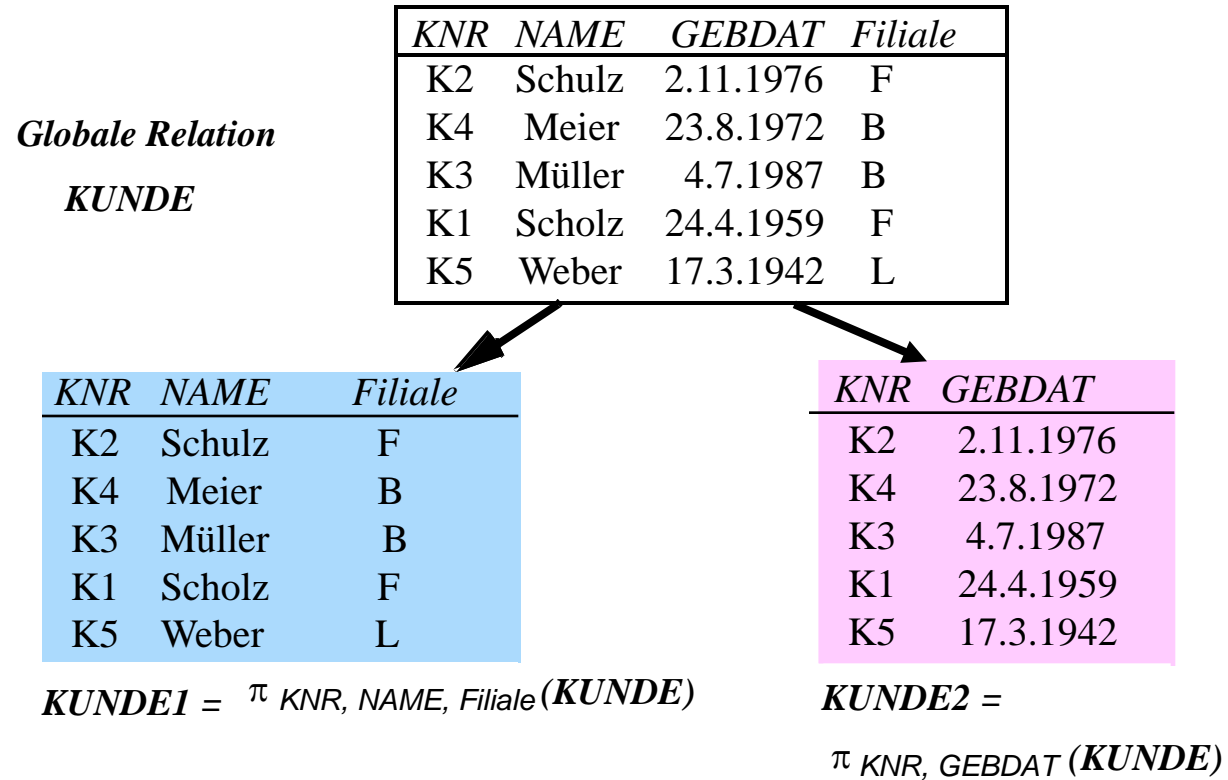 KNR NAME GEBDAT Filiale
K2 Schulz 2.11.1976 F
K4 Meier 23.8.1972 B
K3 Müller 4.7.1987 B
K1 Scholz 24.4.1959 F
K5 Weber 17.3.1942 L
Globale Relation
KUNDE
KNR NAME Filiale
K2 Schulz F
K4 Meier B
K3 Müller B
K1 Scholz F
K5 Weber L
KUNDE1 = π KNR, NAME, Filiale (KUNDE)
KNR GEBDAT
K2 2.11.1976
K4 23.8.1972
K3 4.7.1987
K1 24.4.1959
K5 17.3.1942
KUNDE2 =
π KNR, GEBDAT (KUNDE)